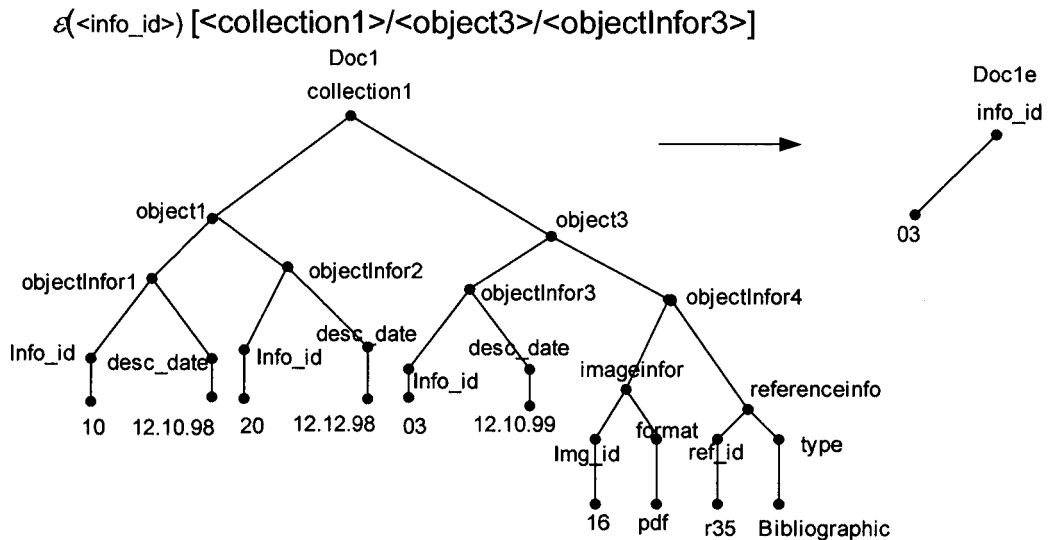 ε(<info_id>) [<collection1>/<object3>/<objectInfor3>]
Doc1
collection1
Doc1e
info_id
03
object1
object3
objectInfor1
objectInfor2
objectInfor3
objectInfor4
Info_id
desc_date
Info_id
desc_date
Info_id
desc_date
imageinfor
referenceinfo
10
12.10.98
20
12.12.98
03
12.10.99
Img_id
format
ref_id
type
16
pdf
r35
Bibliographic